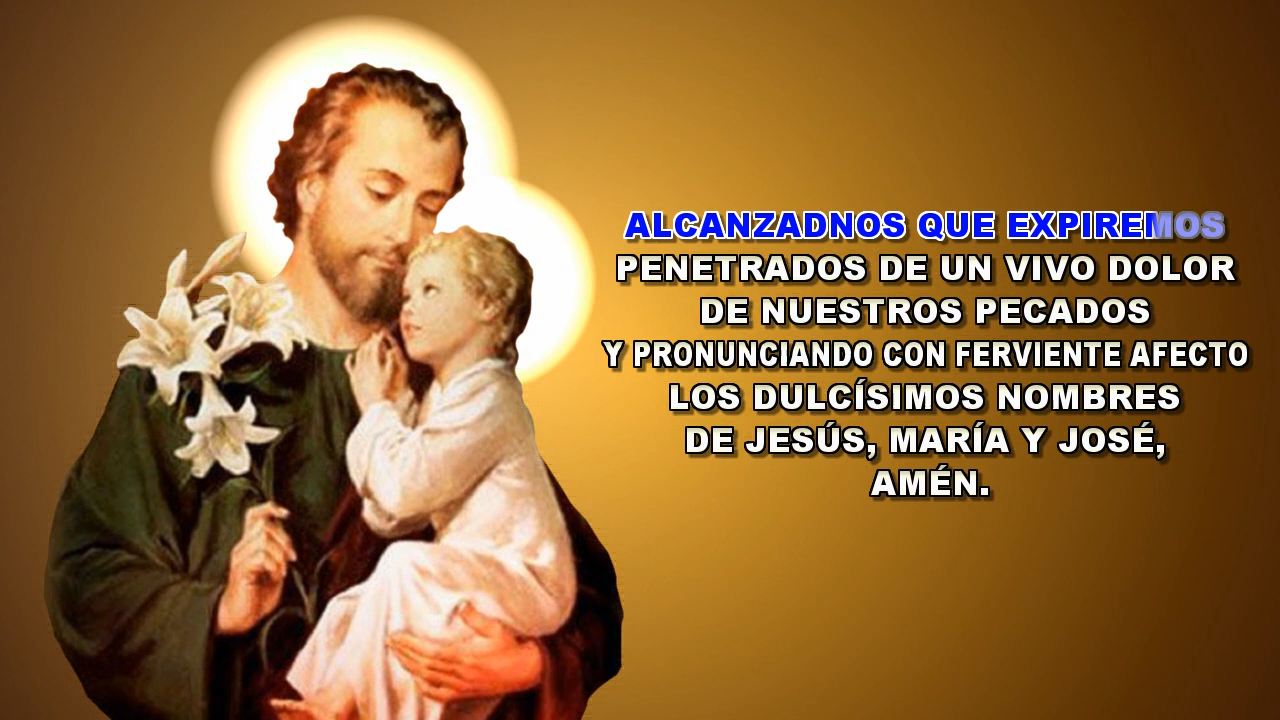 ALCANZADNOS QUE EXPIREMOS
PENETRADOS DE UN VIVO DOLOR
DE NUESTROS PECADOS
Y PRONUNCIANDO CON FERVIENTE AFECTO
LOS DULCÍSIMOS NOMBRES
DE JESÚS, MARÍA Y JOSÉ,
AMÉN.